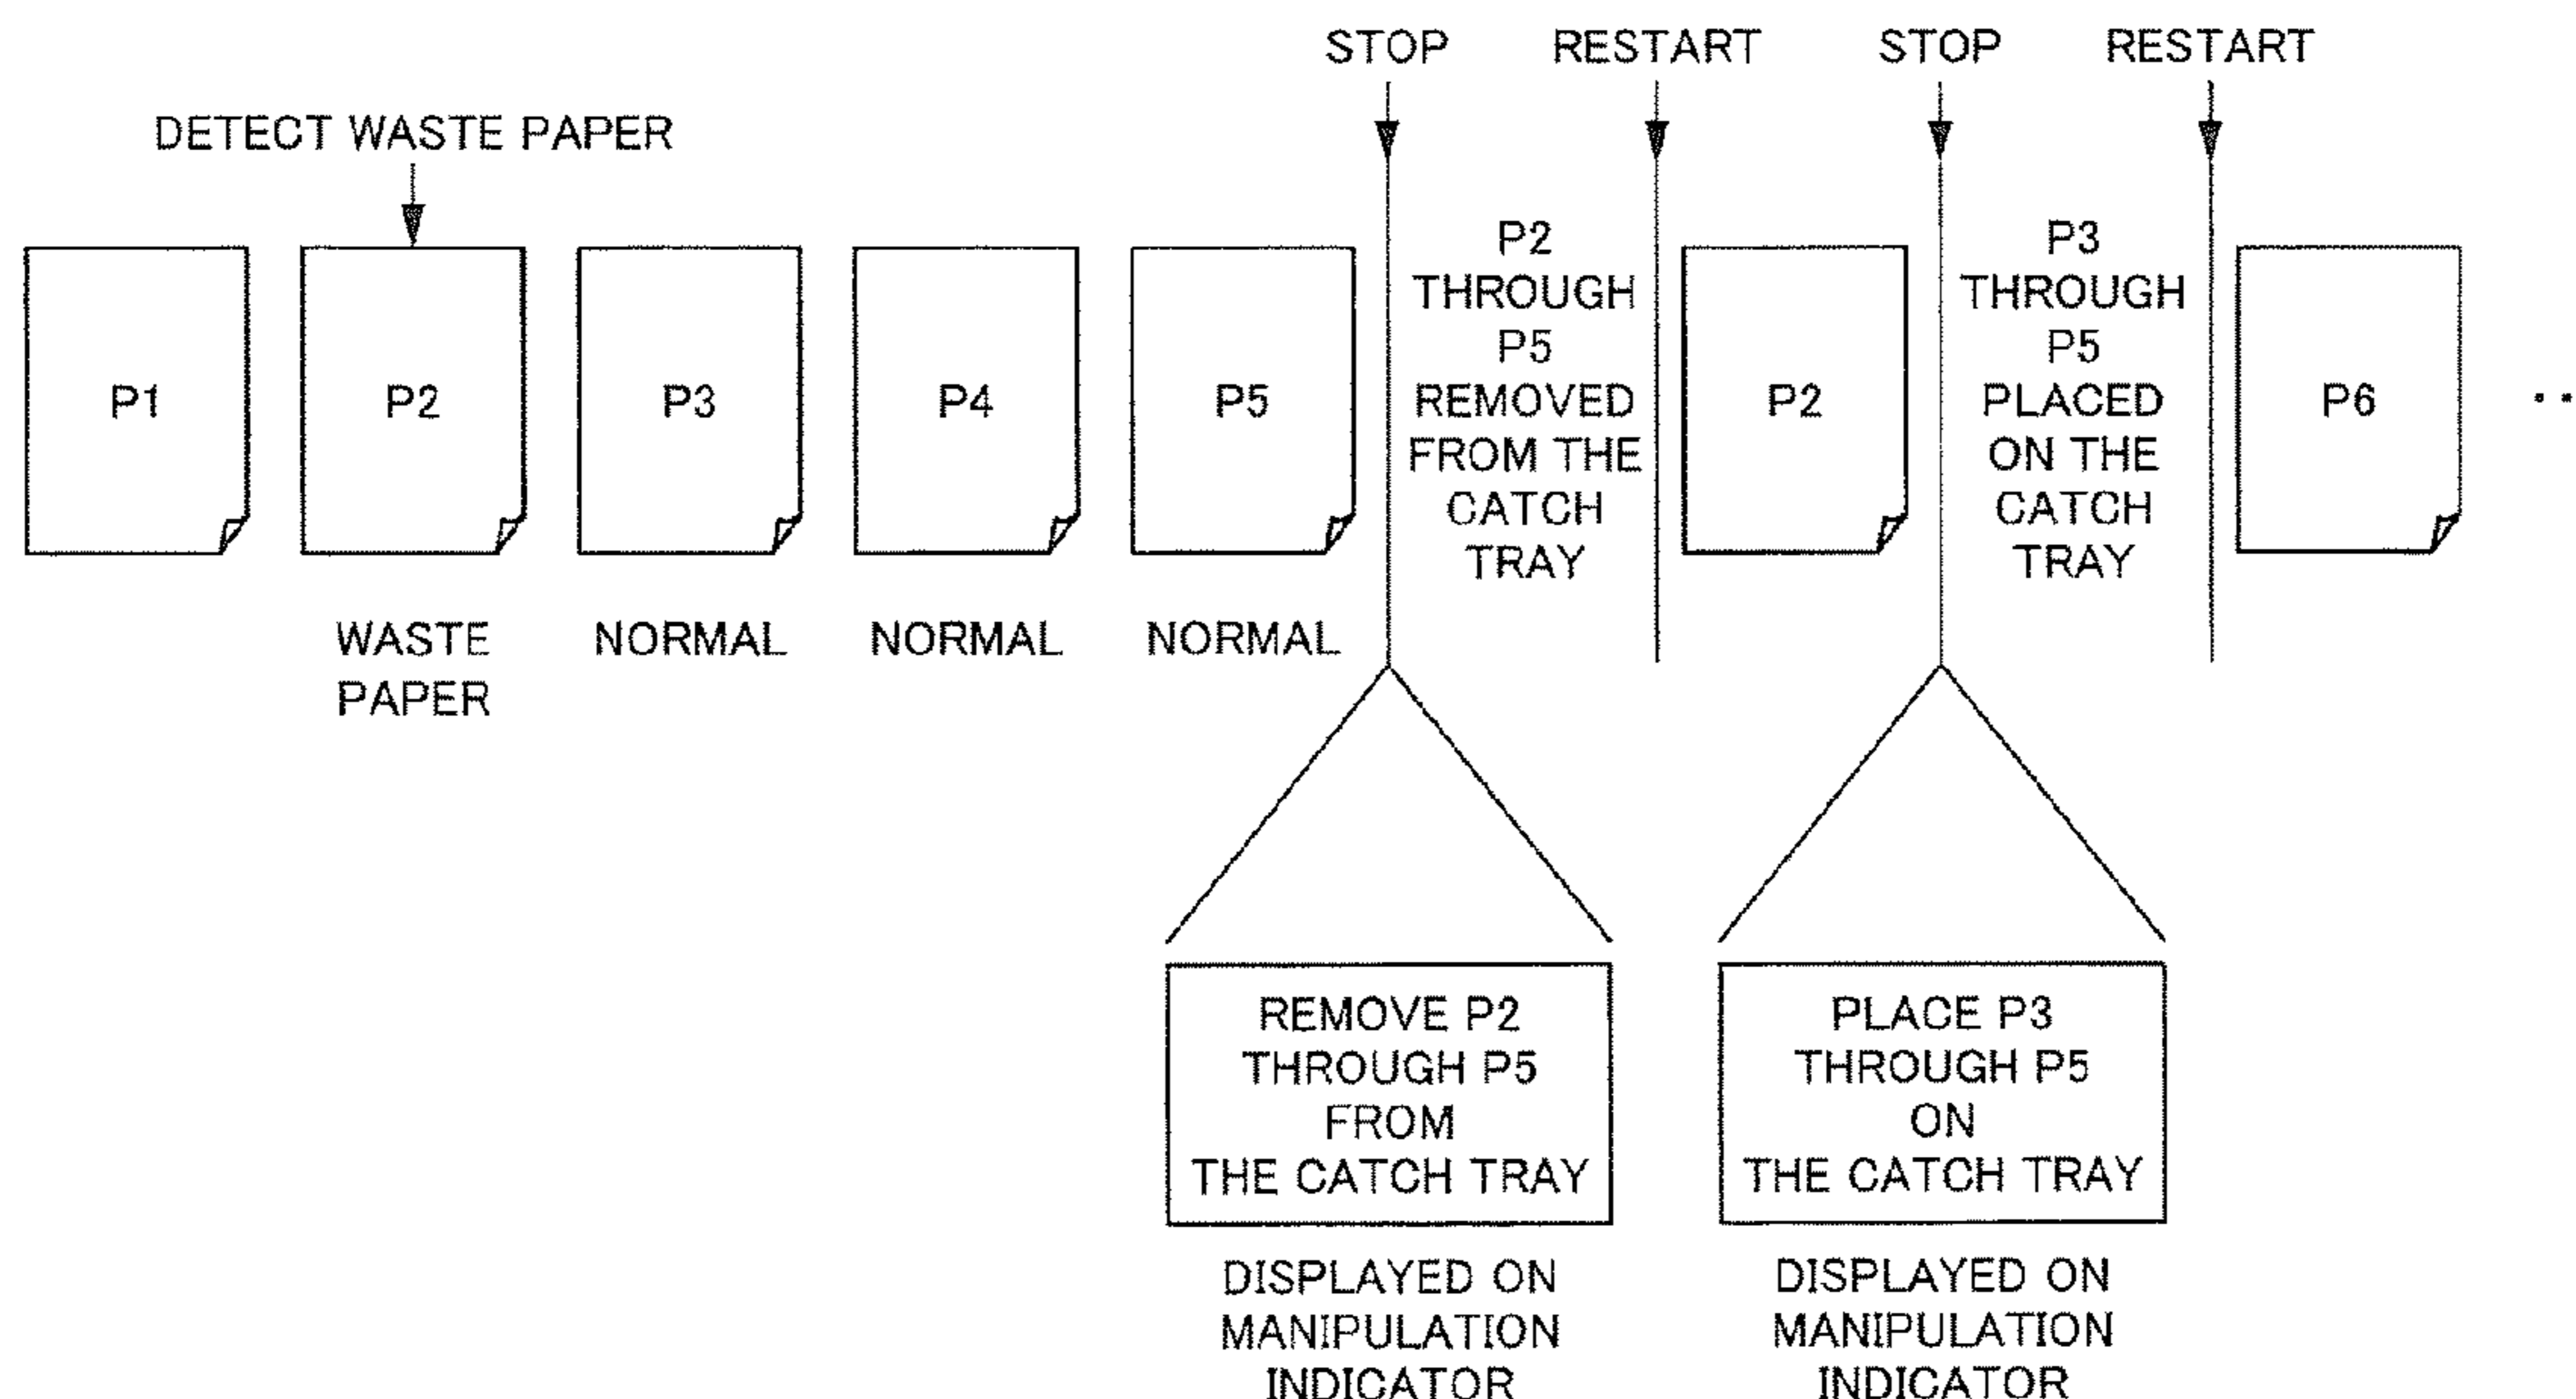 STOP
RESTART
STOP
RESTART
DETECT WASTE PAPER
P1
P2
P3
P4
P5
P2
THROUGH
P5
REMOVED
FROM THE
CATCH
TRAY
P2
P3
THROUGH
P5
PLACED
ON THE
CATCH
TRAY
P6
..
WASTE
PAPER
NORMAL
NORMAL
NORMAL
REMOVE P2
THROUGH P5
FROM
THE CATCH TRAY
PLACE P3
THROUGH P5
ON
THE CATCH TRAY
DISPLAYED ON
MANIPULATION
INDICATOR
DISPLAYED ON
MANIPULATION
INDICATOR